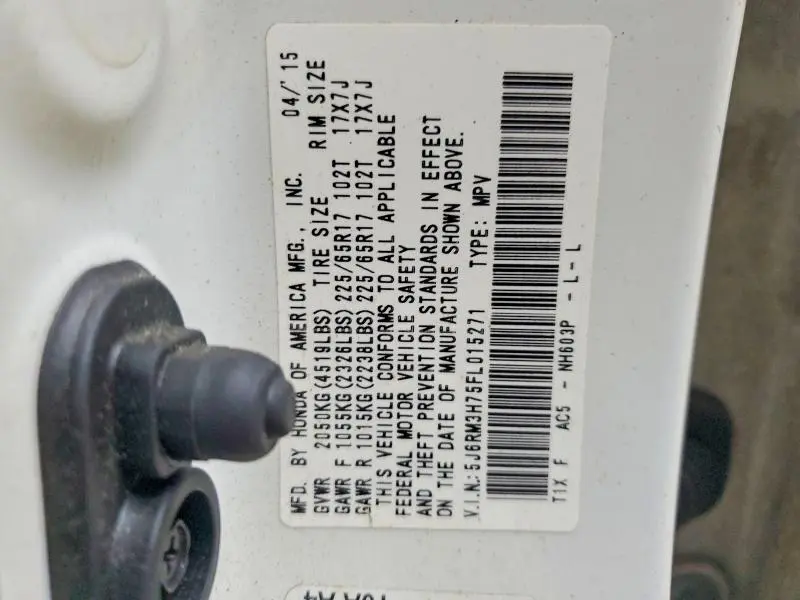 MFD. BY HONDA OF AMERICA MFG., INC. 04/'15
GVWR 2050KG(4519LBS) TIRE SIZE RIM SIZE
GAWR F 1055KG(2326LBS) 225/65R17 102T 17X7J
GAWR R 1015KG(2238LBS) 225/65R17 102T 17X7J
THIS VEHICLE CONFORMS TO ALL APPLICABLE
FEDERAL MOTOR VEHICLE SAFETY
AND THEFT PREVENTION STANDARDS IN EFFECT
ON THE DATE OF MANUFACTURE SHOWN ABOVE.
V.I.N.:5J6RM3H75FL015271 TYPE: MPV
T1X F AC5 - NH603P - L - L